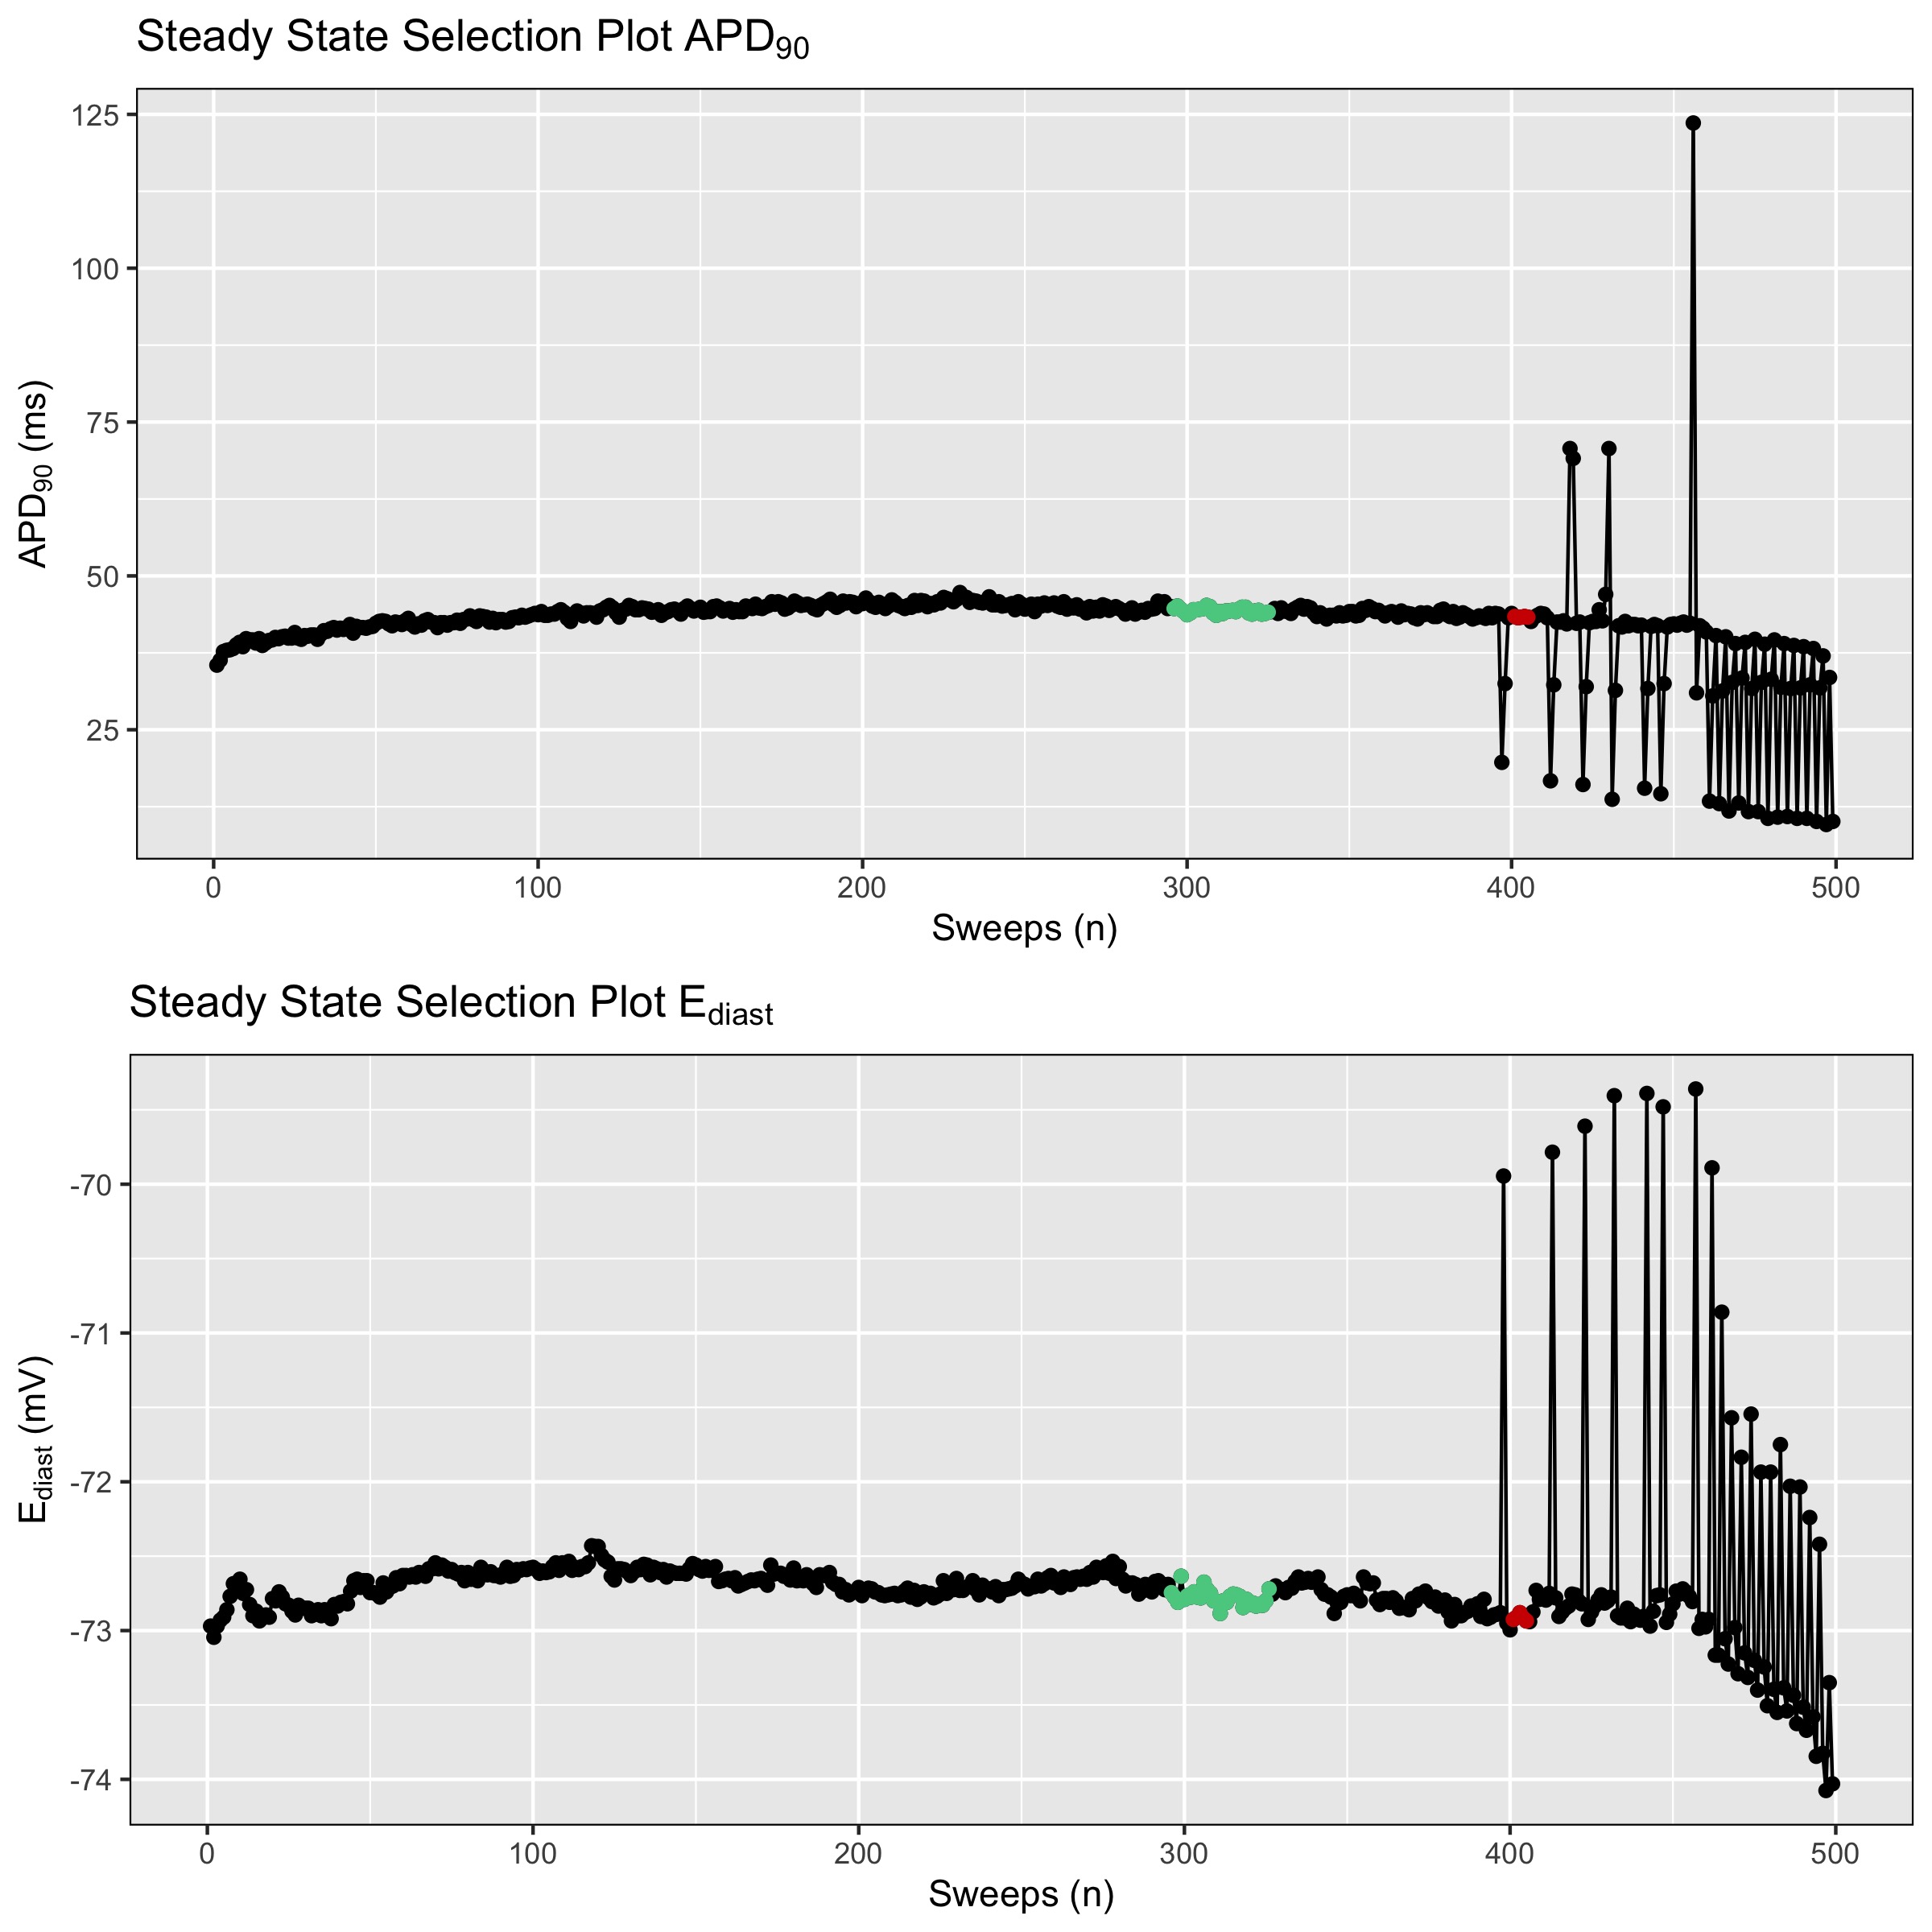 Steady State Selection Plot APD90
125
100
75
50
25
APD90 (ms)
0 100 200 300 400 500
Sweeps (n)
Steady State Selection Plot Ediast
-70
-71
-72
-73
-74
Ediast (mV)
0 100 200 300 400 500
Sweeps (n)